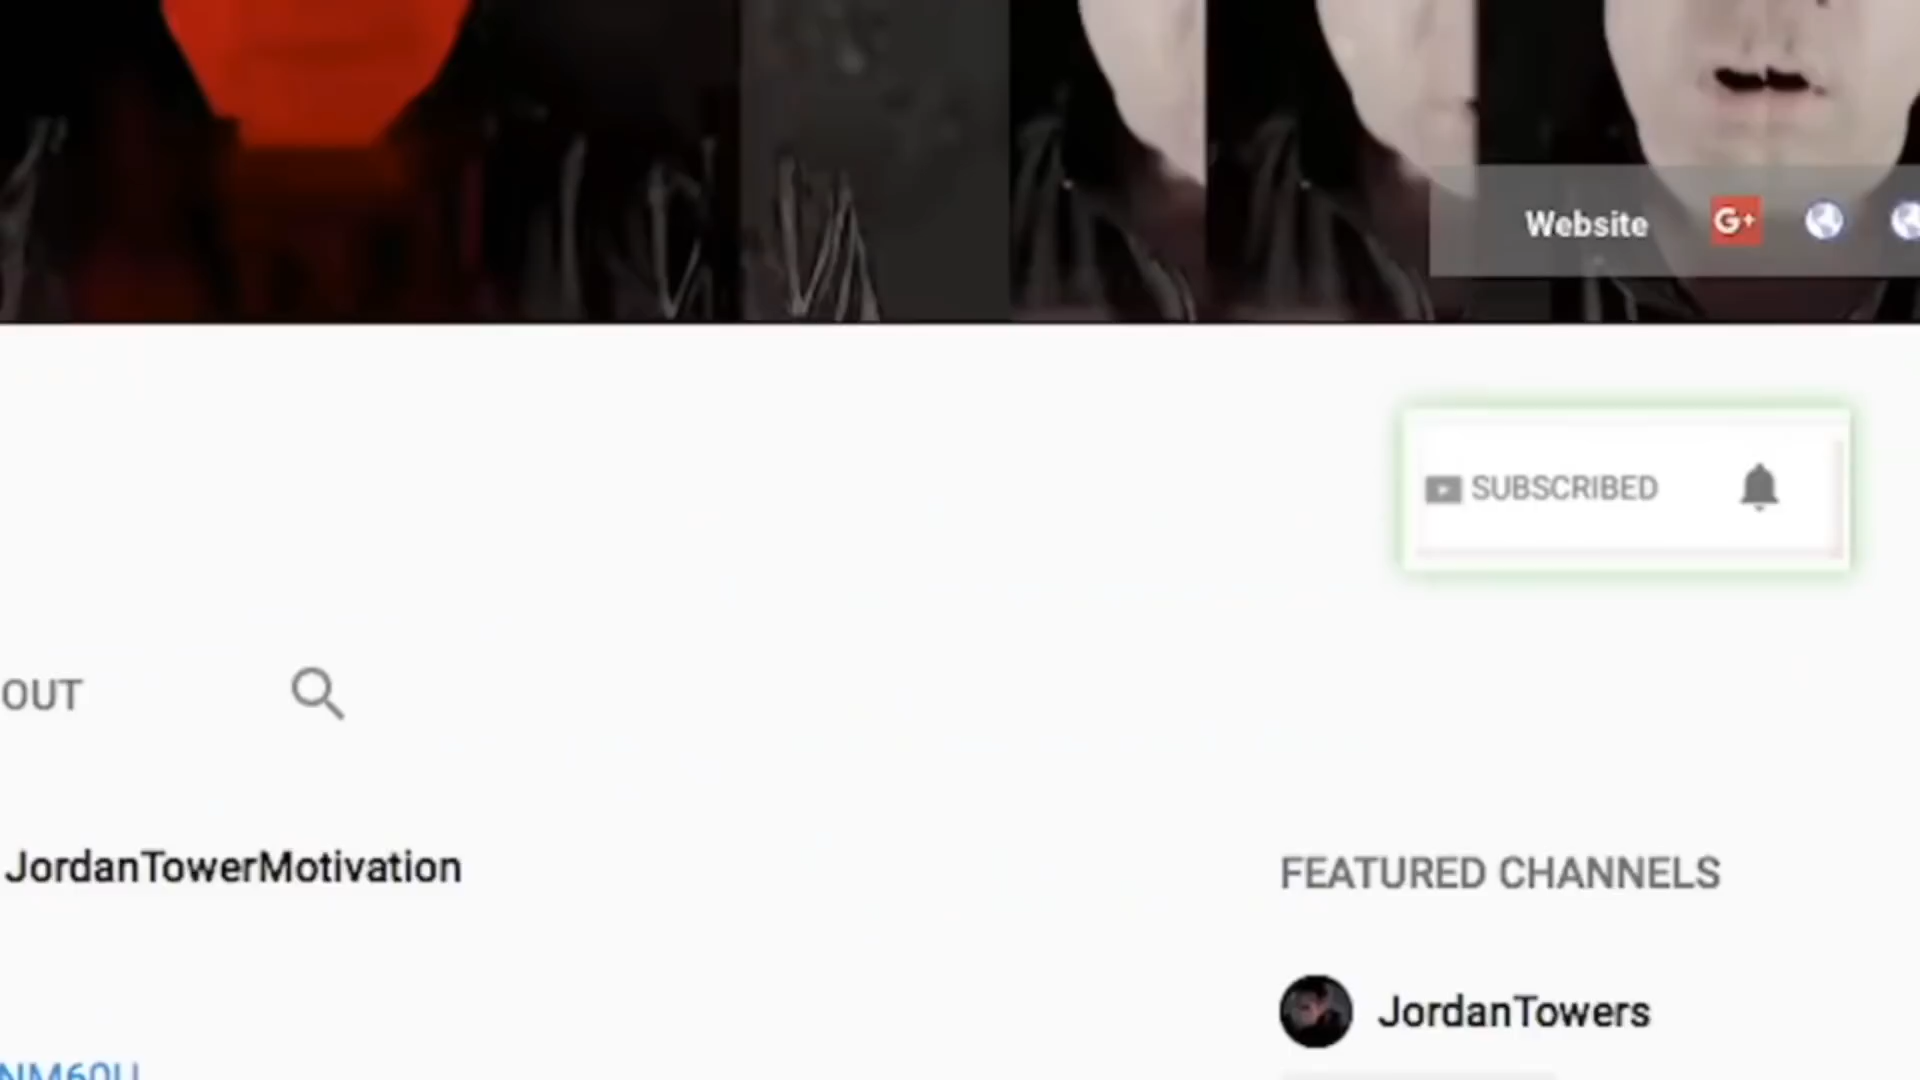 Website G+
SUBSCRIBED
OUT
JordanTowerMotivation
FEATURED CHANNELS
JordanTowers